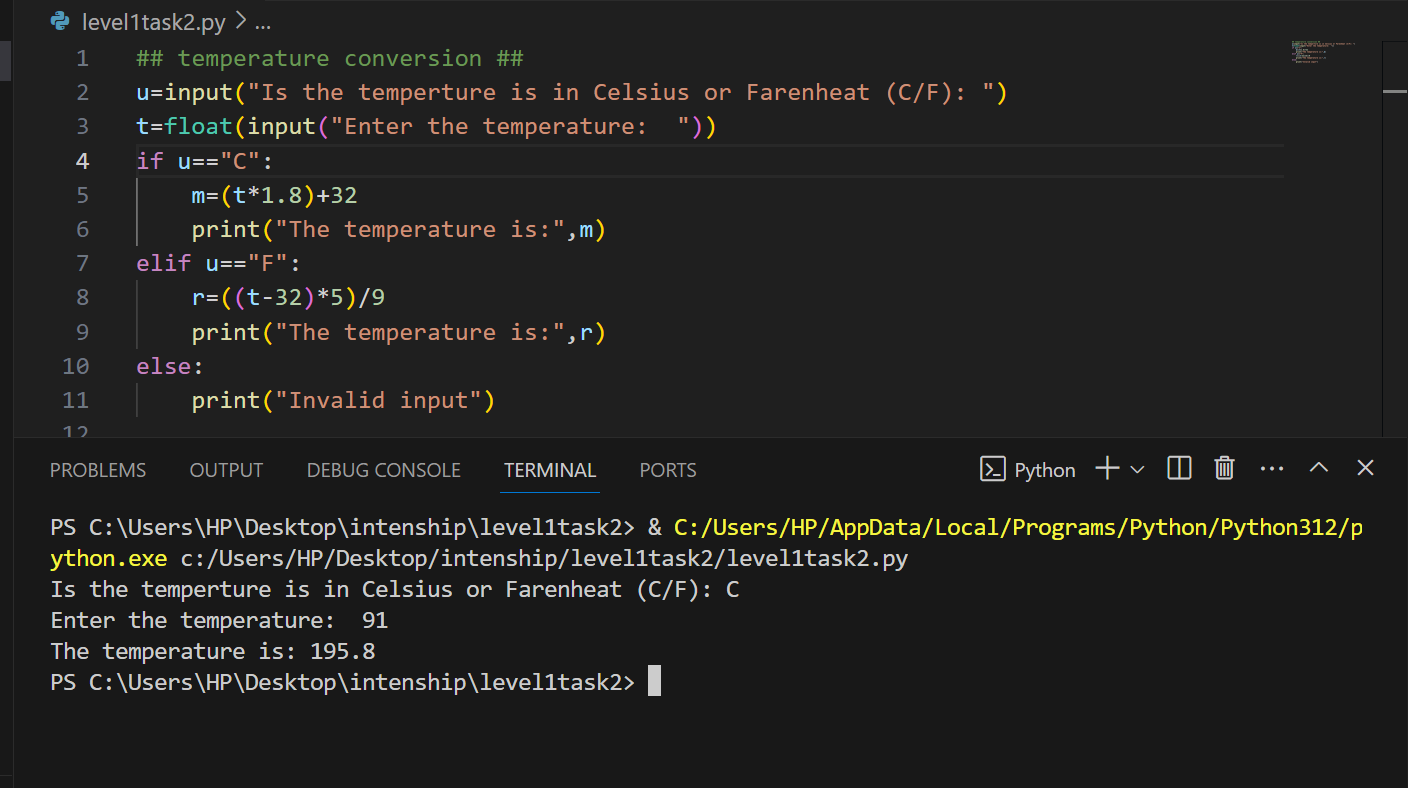 level1task2.py > ...
1 ## temperature conversion ##
2 u=input("Is the temperture is in Celsius or Farenheat (C/F): ")
3 t=float(input("Enter the temperature:  "))
4 if u=="C":
5     m=(t*1.8)+32
6     print("The temperature is:",m)
7 elif u=="F":
8     r=((t-32)*5)/9
9     print("The temperature is:",r)
10 else:
11     print("Invalid input")
12
PROBLEMS OUTPUT DEBUG CONSOLE TERMINAL PORTS Python
PS C:\Users\HP\Desktop\intenship\level1task2> & C:/Users/HP/AppData/Local/Programs/Python/Python312/p
ython.exe c:/Users/HP/Desktop/intenship/level1task2/level1task2.py
Is the temperture is in Celsius or Farenheat (C/F): C
Enter the temperature:  91
The temperature is: 195.8
PS C:\Users\HP\Desktop\intenship\level1task2>